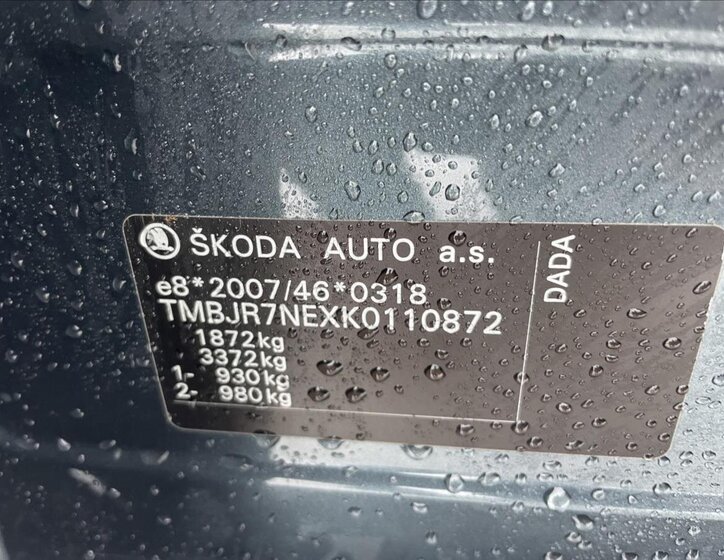 ŠKODA AUTO a.s.
e8*2007/46*0318
TMBJR7NEXK0110872
1872kg
3372kg
1- 930kg
2- 980kg
DADA